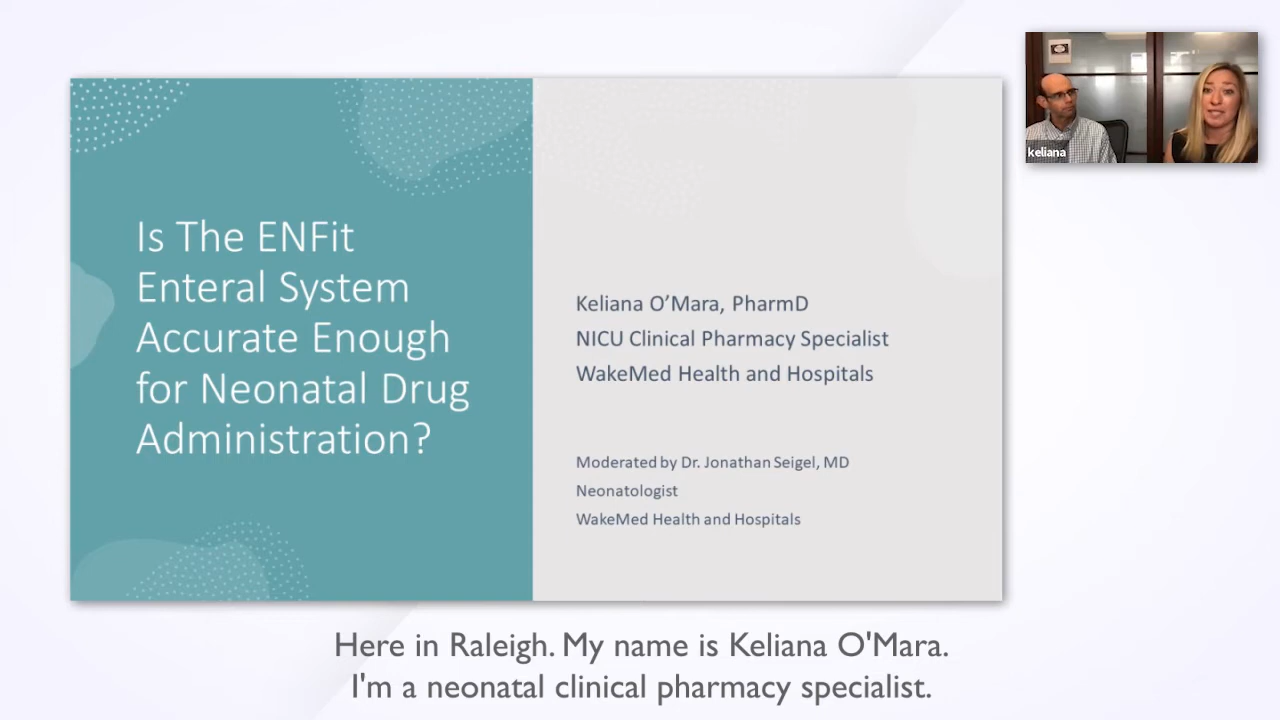 Is The ENFit
Enteral System
Accurate Enough
for Neonatal Drug
Administration?
Keliana O’Mara, PharmD
NICU Clinical Pharmacy Specialist
WakeMed Health and Hospitals
Moderated by Dr. Jonathan Seigel, MD
Neonatologist
WakeMed Health and Hospitals
keliana
Here in Raleigh. My name is Keliana O'Mara.
I'm a neonatal clinical pharmacy specialist.